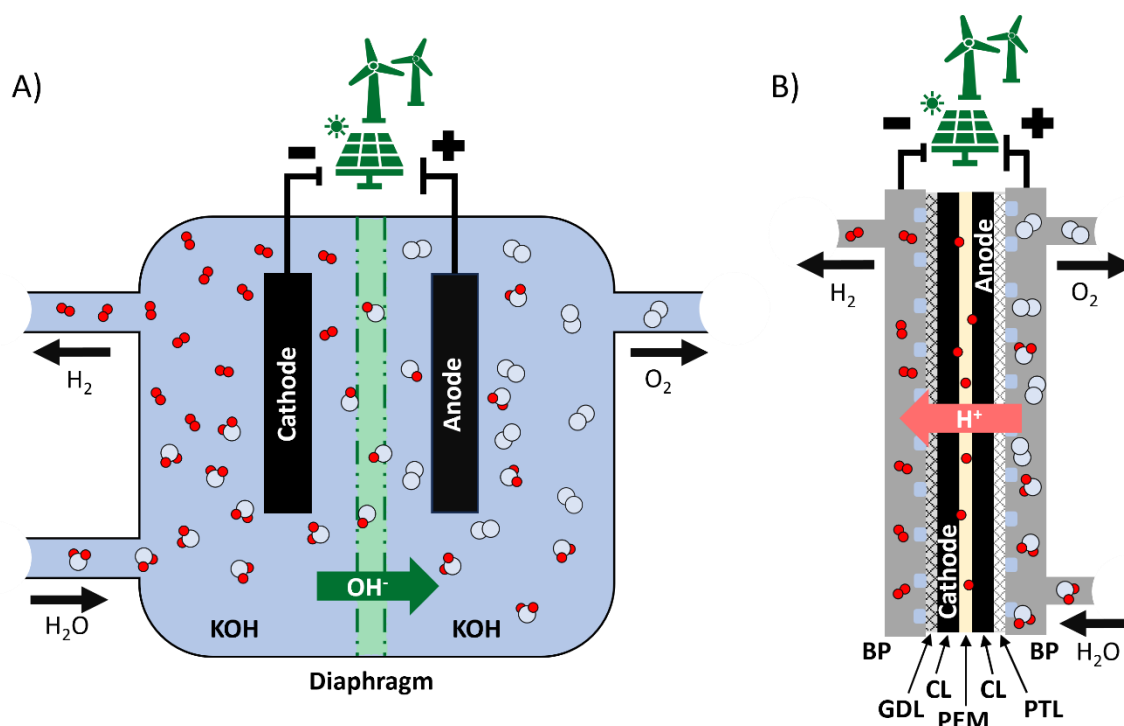 A)
B)
Cathode
Anode
H₂
O₂
H₂O
OH⁻
KOH
KOH
Diaphragm
H₂
O₂
Anode
H⁺
Cathode
H₂O
BP
BP
GDL
CL
CL
PTL
PEM